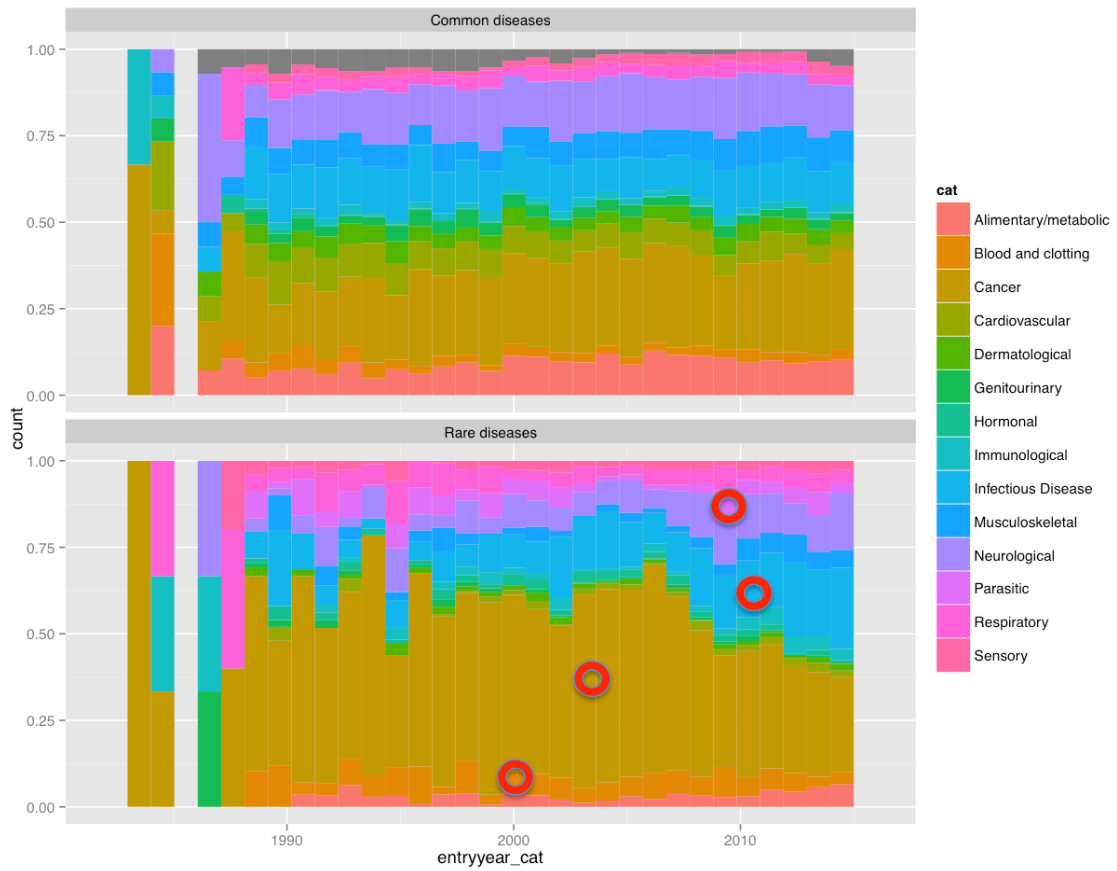 Common diseases
1.00
0.75
0.50
0.25
0.00
count
Rare diseases
1.00
0.75
0.50
0.25
0.00
1990
2000
2010
entryyear_cat
cat
Alimentary/metabolic
Blood and clotting
Cancer
Cardiovascular
Dermatological
Genitourinary
Hormonal
Immunological
Infectious Disease
Musculoskeletal
Neurological
Parasitic
Respiratory
Sensory